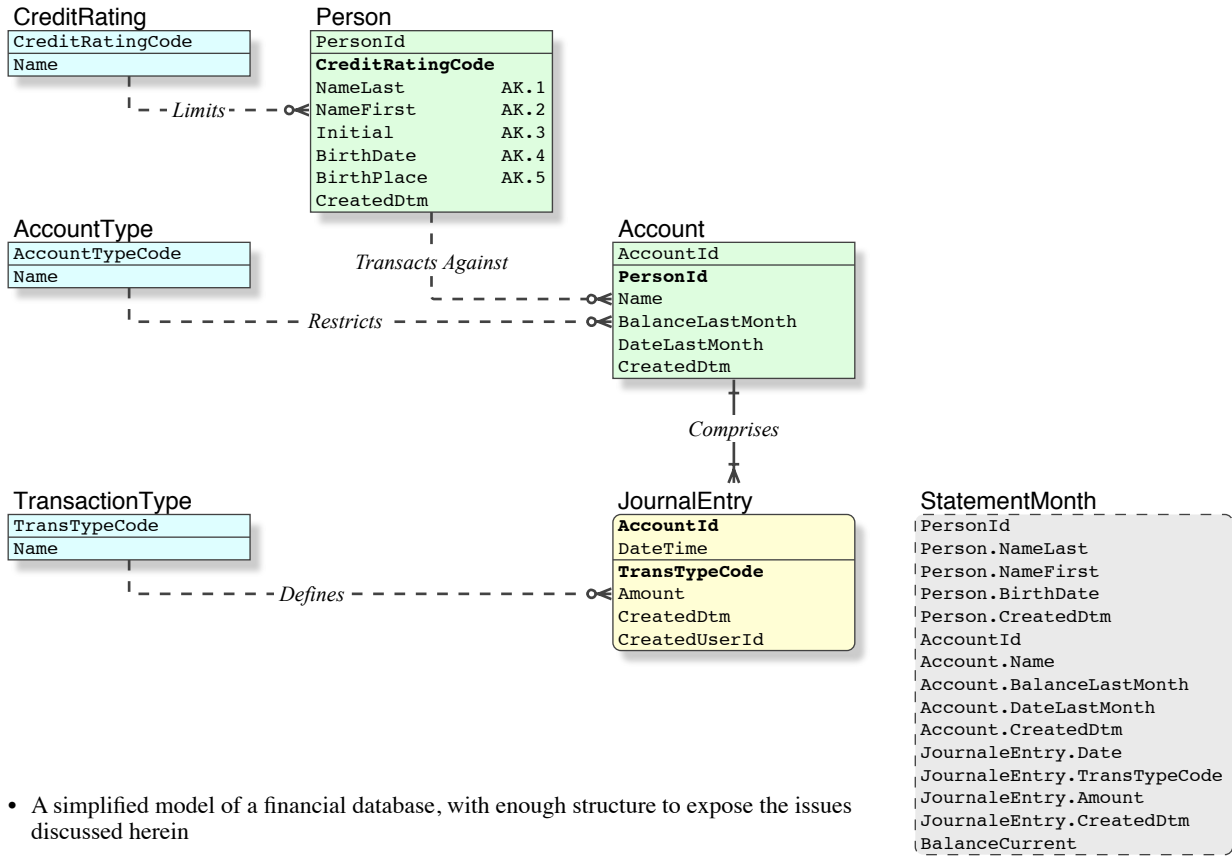 CreditRating
CreditRatingCode
Name
Limits
Person
PersonId
CreditRatingCode
NameLast AK.1
NameFirst AK.2
Initial AK.3
BirthDate AK.4
BirthPlace AK.5
CreatedDtm
AccountType
AccountTypeCode
Name
Transacts Against
Restricts
Account
AccountId
PersonId
Name
BalanceLastMonth
DateLastMonth
CreatedDtm
Comprises
TransactionType
TransTypeCode
Name
Defines
JournalEntry
AccountId
DateTime
TransTypeCode
Amount
CreatedDtm
CreatedUserId
StatementMonth
PersonId
Person.NameLast
Person.NameFirst
Person.BirthDate
Person.CreatedDtm
AccountId
Account.Name
Account.BalanceLastMonth
Account.DateLastMonth
Account.CreatedDtm
JournaleEntry.Date
JournaleEntry.TransTypeCode
JournaleEntry.Amount
JournaleEntry.CreatedDtm
BalanceCurrent
• A simplified model of a financial database, with enough structure to expose the issues
discussed herein